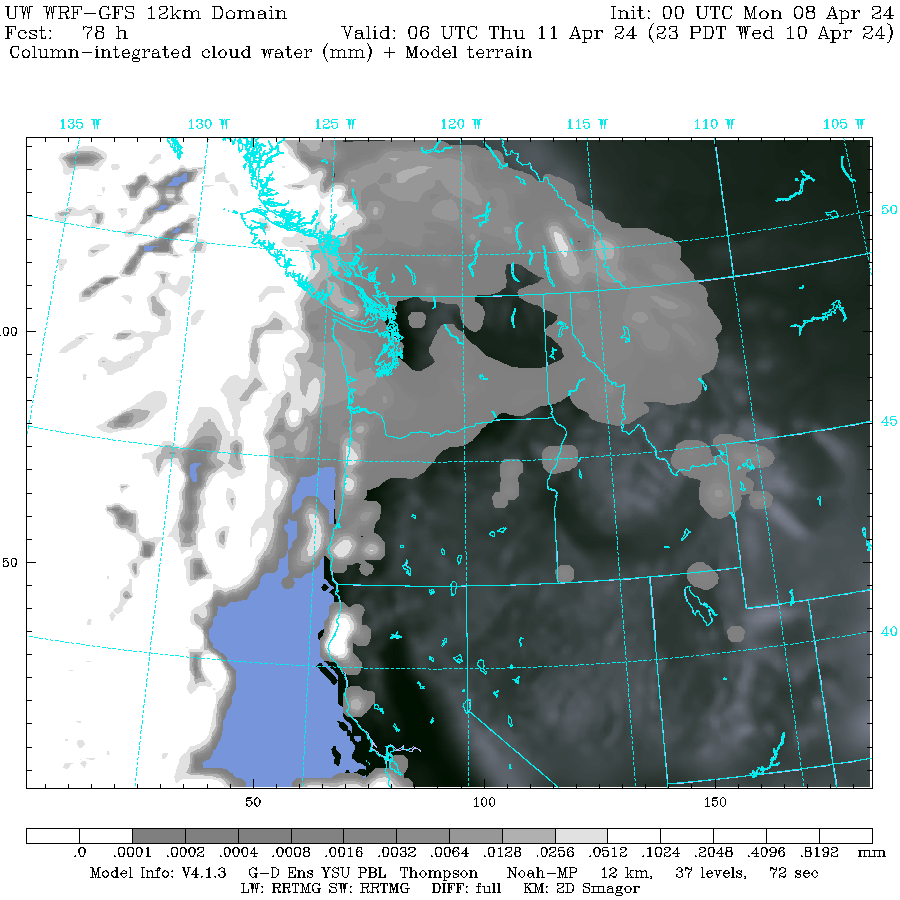 UW WRF-GFS 12km Domain Init: 00 UTC Mon 08 Apr 24
Fcst: 78 h Valid: 06 UTC Thu 11 Apr 24 (23 PDT Wed 10 Apr 24)
Column-integrated cloud water (mm) + Model terrain
135 W 130 W 125 W 120 W 115 W 110 W 105 W
50
00
45
50
40
50 100 150
.0 .0001 .0002 .0004 .0008 .0016 .0032 .0064 .0128 .0256 .0512 .1024 .2048 .4096 .8192 mm
Model Info: V4.1.3 G-D Ens YSU PBL Thompson Noah-MP 12 km, 37 levels, 72 sec
LW: RRTMG SW: RRTMG DIFF: full KM: 2D Smagor